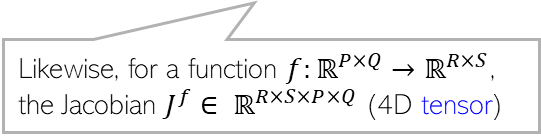 Likewise, for a function f: ℝ^{P×Q} → ℝ^{R×S},
the Jacobian J^f ∈ ℝ^{R×S×P×Q} (4D tensor)